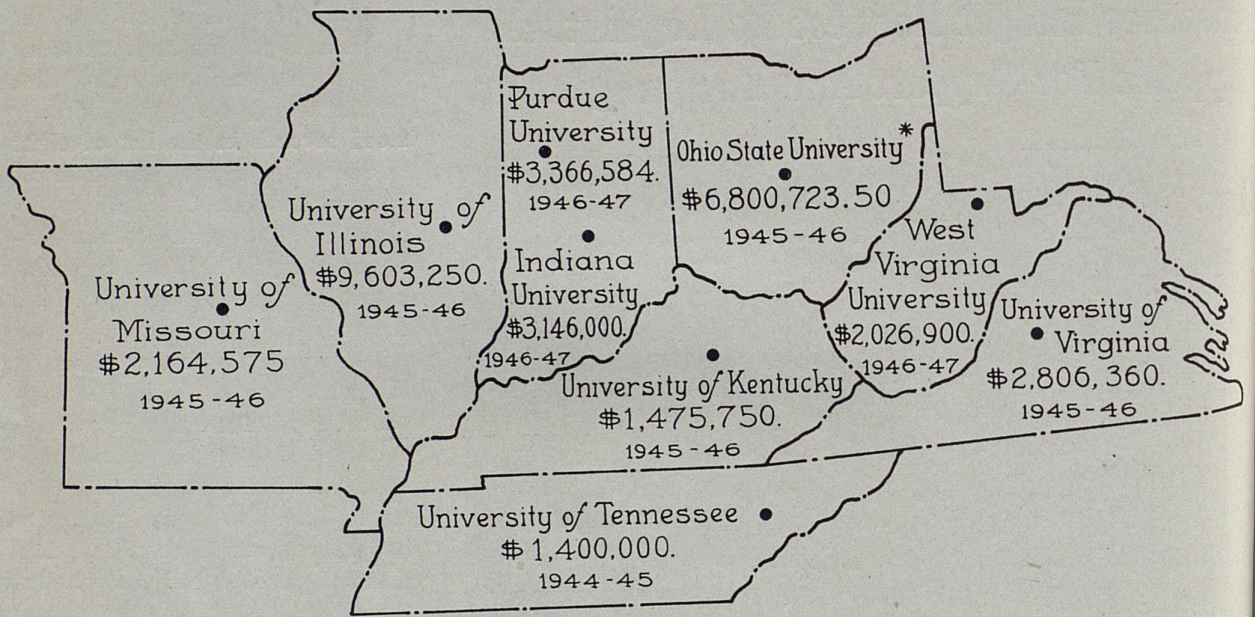 Purdue
University
$3,366,584.
1946-47
Ohio State University*
$6,800,723.50
1945-46
University of
Illinois
$9,603,250.
1945-46
Indiana
University
$3,146,000.
1946-47
West
Virginia
University
$2,026,900.
1946-47
University of
Missouri
$2,164,575
1945-46
University of
Virginia
$2,806,360.
1945-46
University of Kentucky
$1,475,750.
1945-46
University of Tennessee
$1,400,000.
1944-45